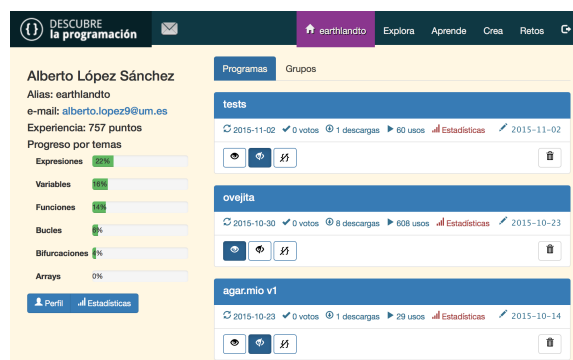 DESCUBRE
la programación
earthlandto Explora Aprende Crea Retos
Alberto López Sánchez
Alias: earthlandto
e-mail: alberto.lopez9@um.es
Experiencia: 757 puntos
Progreso por temas
Expresiones 22%
Variables 16%
Funciones 14%
Bucles 6%
Bifurcaciones 4%
Arrays 0%
Perfil Estadísticas
Programas Grupos
tests
2015-11-02 0 votos 1 descargas 60 usos Estadísticas 2015-11-02
ovejita
2015-10-30 0 votos 8 descargas 608 usos Estadísticas 2015-10-23
agar.mio v1
2015-10-23 0 votos 1 descargas 29 usos Estadísticas 2015-10-14